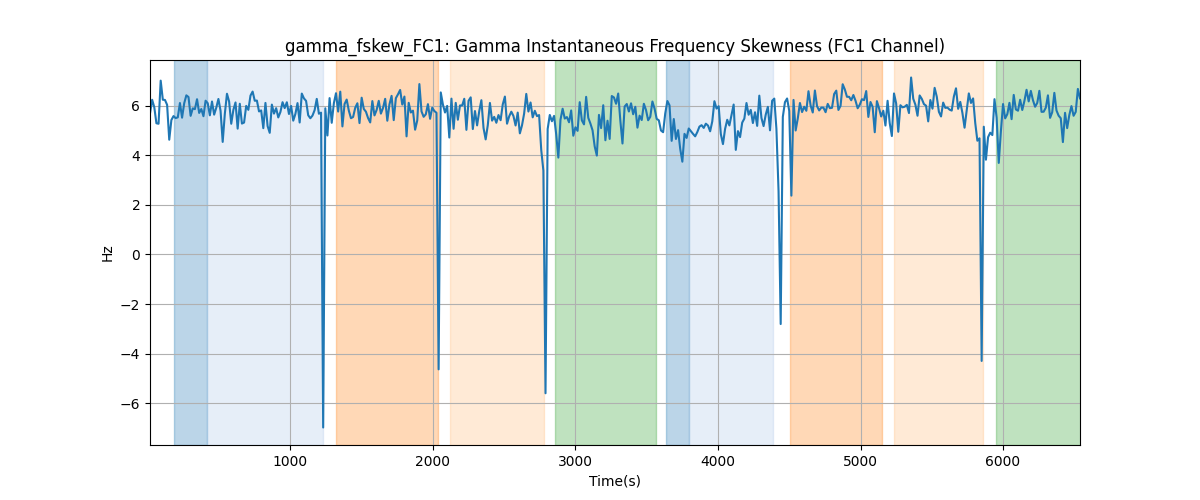 gamma_fskew_FC1: Gamma Instantaneous Frequency Skewness (FC1 Channel)
6
4
2
0
−2
−4
−6
Hz
1000 2000 3000 4000 5000 6000
Time(s)